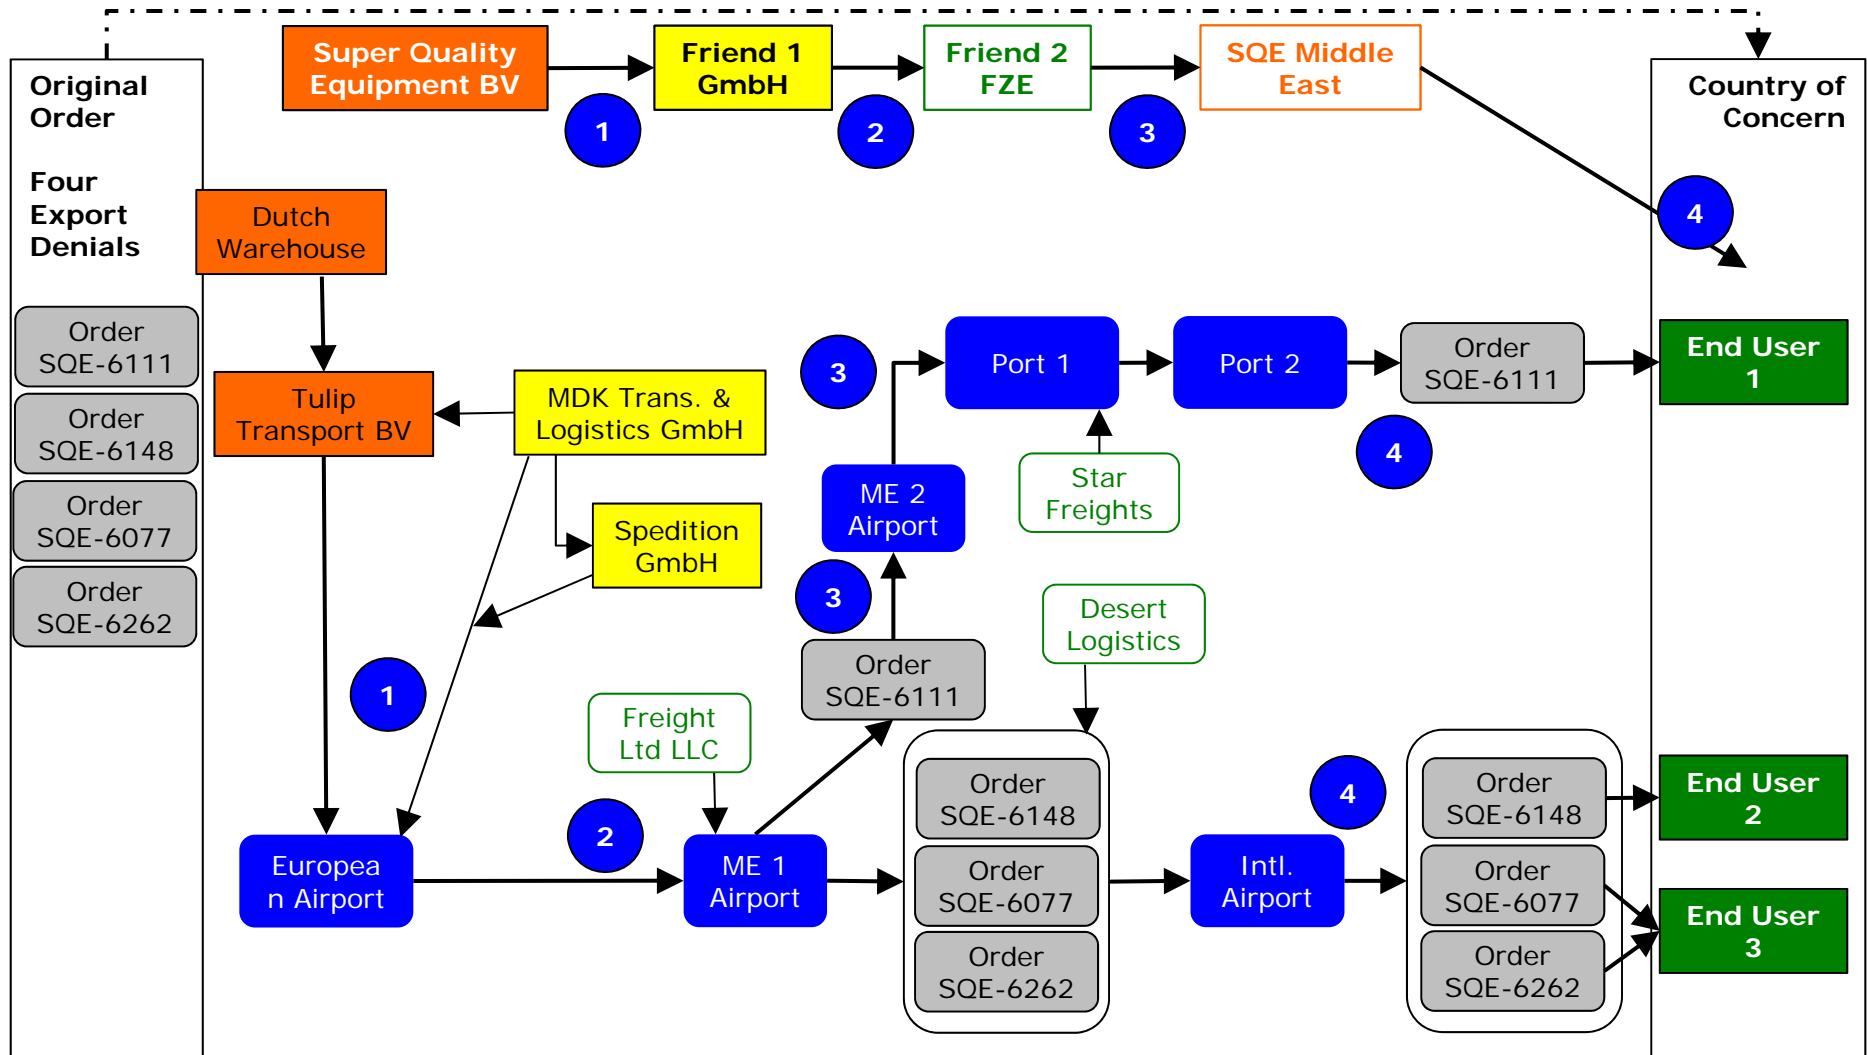 Super Quality
Equipment BV
Friend 1
GmbH
Friend 2
FZE
SQE Middle
East
1
2
3
4
Original
Order
Four
Export
Denials
Country of
Concern
Dutch
Warehouse
Order
SQE-6111
Order
SQE-6148
Order
SQE-6077
Order
SQE-6262
Tulip
Transport BV
MDK Trans. &
Logistics GmbH
Spedition
GmbH
1
Europea
n Airport
2
Freight
Ltd LLC
ME 1
Airport
Order
SQE-6111
3
ME 2
Airport
3
Port 1
Port 2
Star
Freights
4
Order
SQE-6111
End User
1
Desert
Logistics
Order
SQE-6148
Order
SQE-6077
Order
SQE-6262
Intl.
Airport
4
Order
SQE-6148
Order
SQE-6077
Order
SQE-6262
End User
2
End User
3